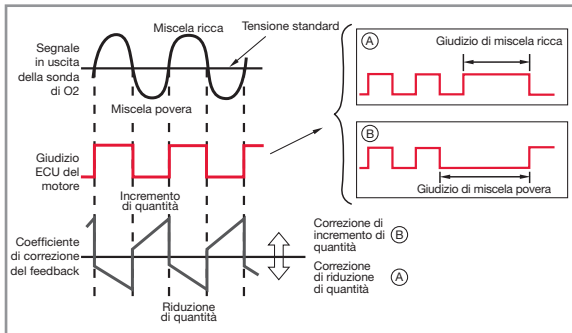 Segnale
in uscita
della sonda
di O2
Miscela ricca
Tensione standard
Miscela povera
A
Giudizio di miscela ricca
B
Giudizio di miscela povera
Giudizio
ECU del
motore
Incremento
di quantità
Coefficiente
di correzione
del feedback
Correzione di
incremento di B
quantità
Correzione
di riduzione A
di quantità
Riduzione
di quantità